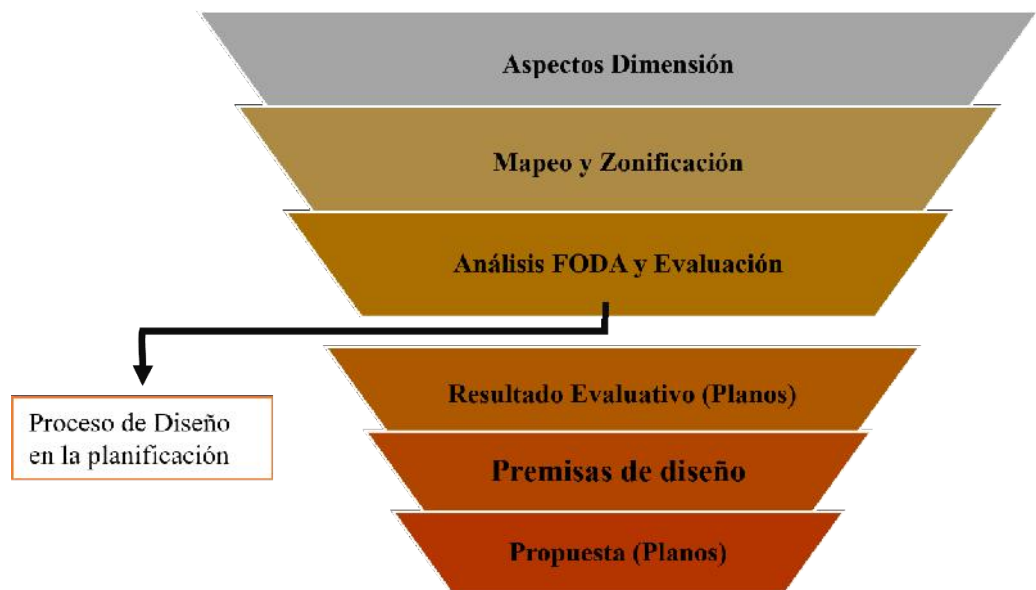 Aspectos Dimensión
Mapeo y Zonificación
Análisis FODA y Evaluación
Resultado Evaluativo (Planos)
Proceso de Diseño
en la planificación
Premisas de diseño
Propuesta (Planos)